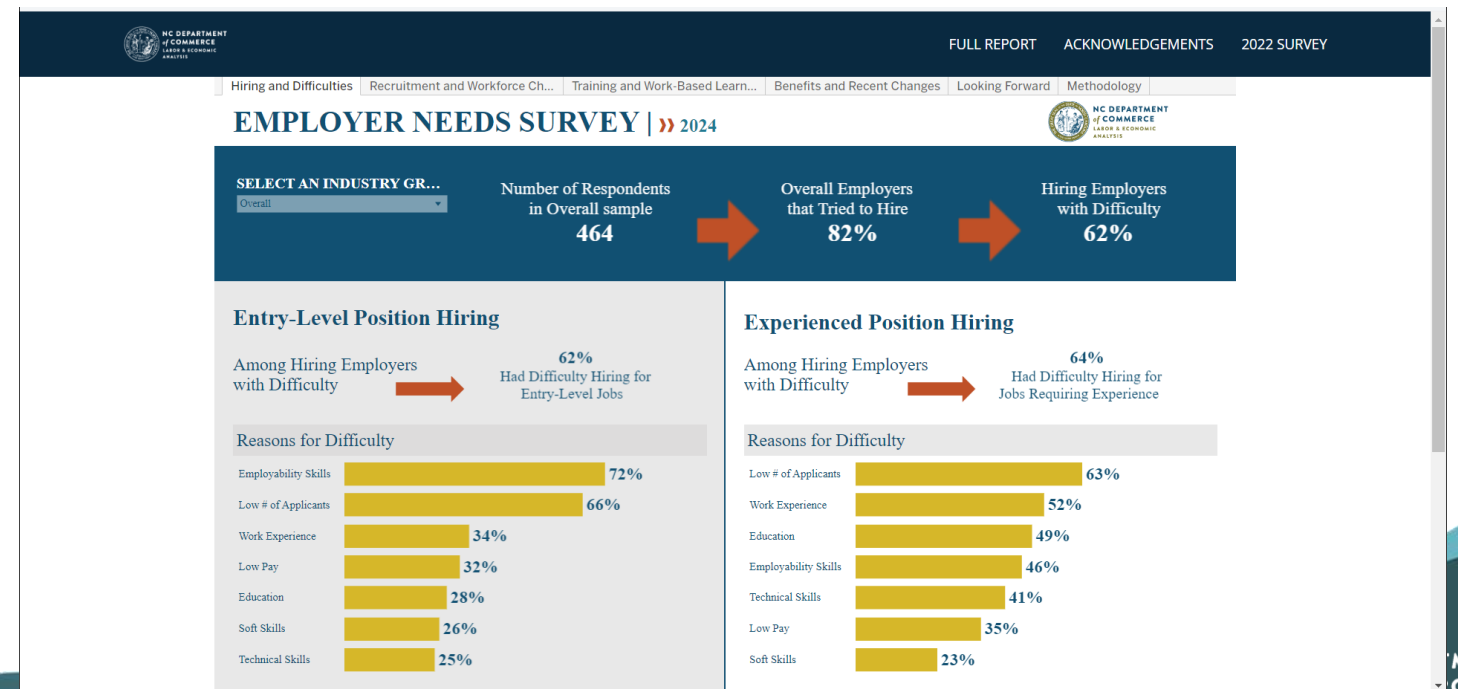 NC DEPARTMENT
of COMMERCE
LABOR & ECONOMIC
ANALYSIS
FULL REPORT ACKNOWLEDGEMENTS 2022 SURVEY
Hiring and Difficulties Recruitment and Workforce Ch... Training and Work-Based Learn... Benefits and Recent Changes Looking Forward Methodology
EMPLOYER NEEDS SURVEY | 2024
NC DEPARTMENT
of COMMERCE
LABOR & ECONOMIC
ANALYSIS
SELECT AN INDUSTRY GR...
Overall
Number of Respondents
in Overall sample
464
Overall Employers
that Tried to Hire
82%
Hiring Employers
with Difficulty
62%
Entry-Level Position Hiring
Among Hiring Employers
with Difficulty
62%
Had Difficulty Hiring for
Entry-Level Jobs
Reasons for Difficulty
Employability Skills 72%
Low # of Applicants 66%
Work Experience 34%
Low Pay 32%
Education 28%
Soft Skills 26%
Technical Skills 25%
Experienced Position Hiring
Among Hiring Employers
with Difficulty
64%
Had Difficulty Hiring for
Jobs Requiring Experience
Reasons for Difficulty
Low # of Applicants 63%
Work Experience 52%
Education 49%
Employability Skills 46%
Technical Skills 41%
Low Pay 35%
Soft Skills 23%